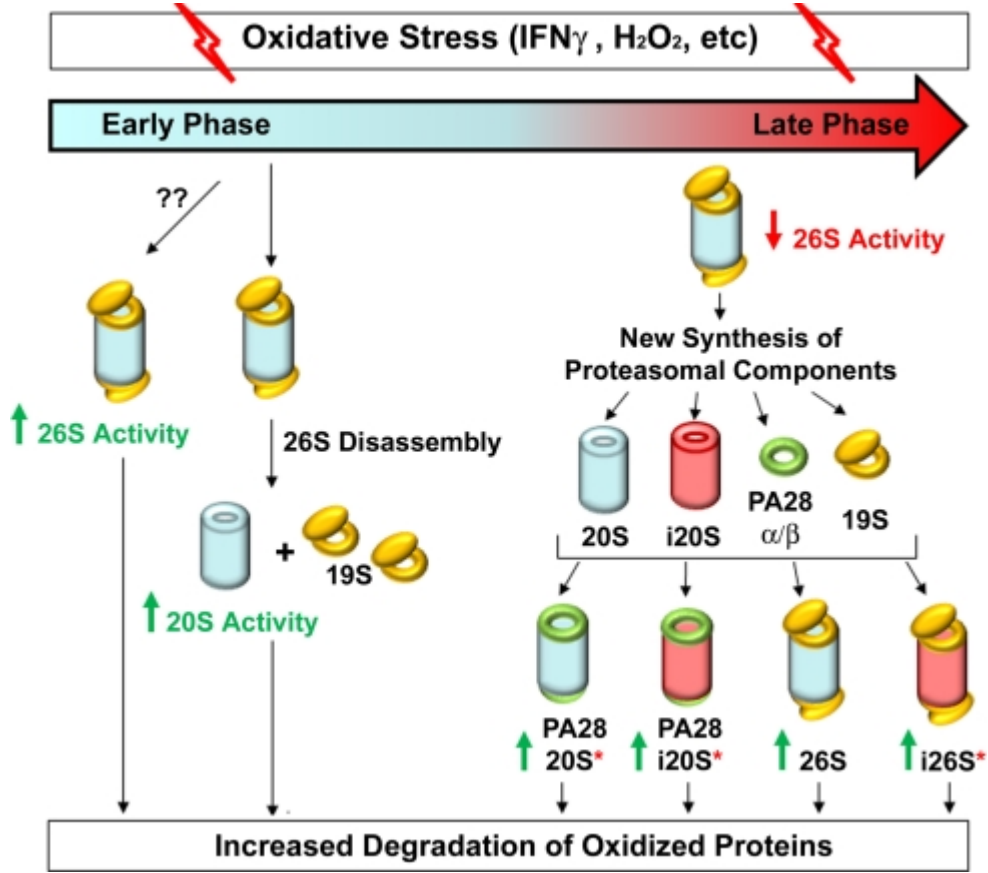 Oxidative Stress (IFNγ, H₂O₂, etc)
Early Phase
Late Phase
??
26S Activity
26S Activity
26S Disassembly
+
19S
20S Activity
New Synthesis of
Proteasomal Components
20S
i20S
PA28
α/β
19S
PA28
20S*
PA28
i20S*
26S
i26S*
Increased Degradation of Oxidized Proteins